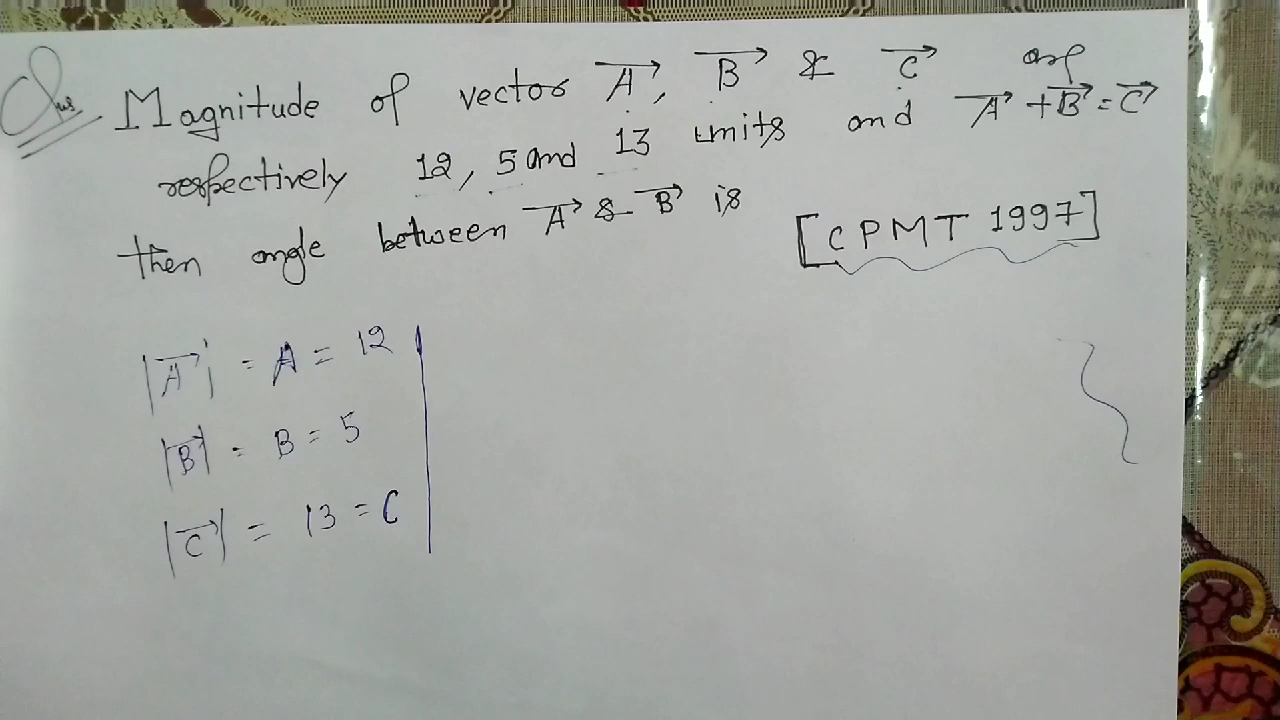 Ques. Magnitude of vector A⃗, B⃗ & C⃗ are
respectively 12, 5 and 13 units and A⃗ + B⃗ = C⃗
then angle between A⃗ & B⃗ is
[CPMT 1997]
|A⃗| = A = 12
|B⃗| = B = 5
|C⃗| = 13 = C